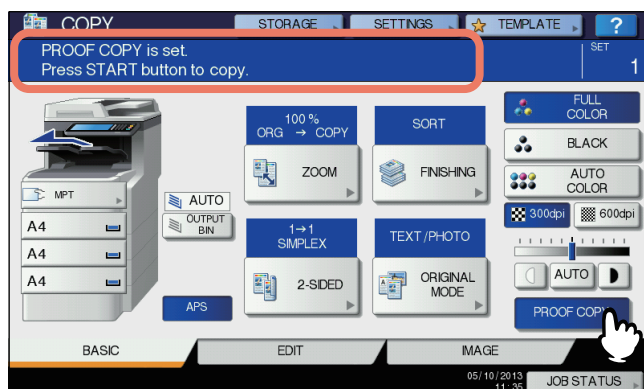 COPY
STORAGE
SETTINGS
TEMPLATE
?
PROOF COPY is set.
Press START button to copy.
SET
1
100 %
ORG → COPY
ZOOM
SORT
FINISHING
FULL
COLOR
BLACK
AUTO
COLOR
300dpi
600dpi
MPT
A4
A4
A4
AUTO
OUTPUT
BIN
APS
1→1
SIMPLEX
2-SIDED
TEXT/PHOTO
ORIGINAL
MODE
AUTO
PROOF COPY
BASIC
EDIT
IMAGE
05/10/2013
11:35
JOB STATUS